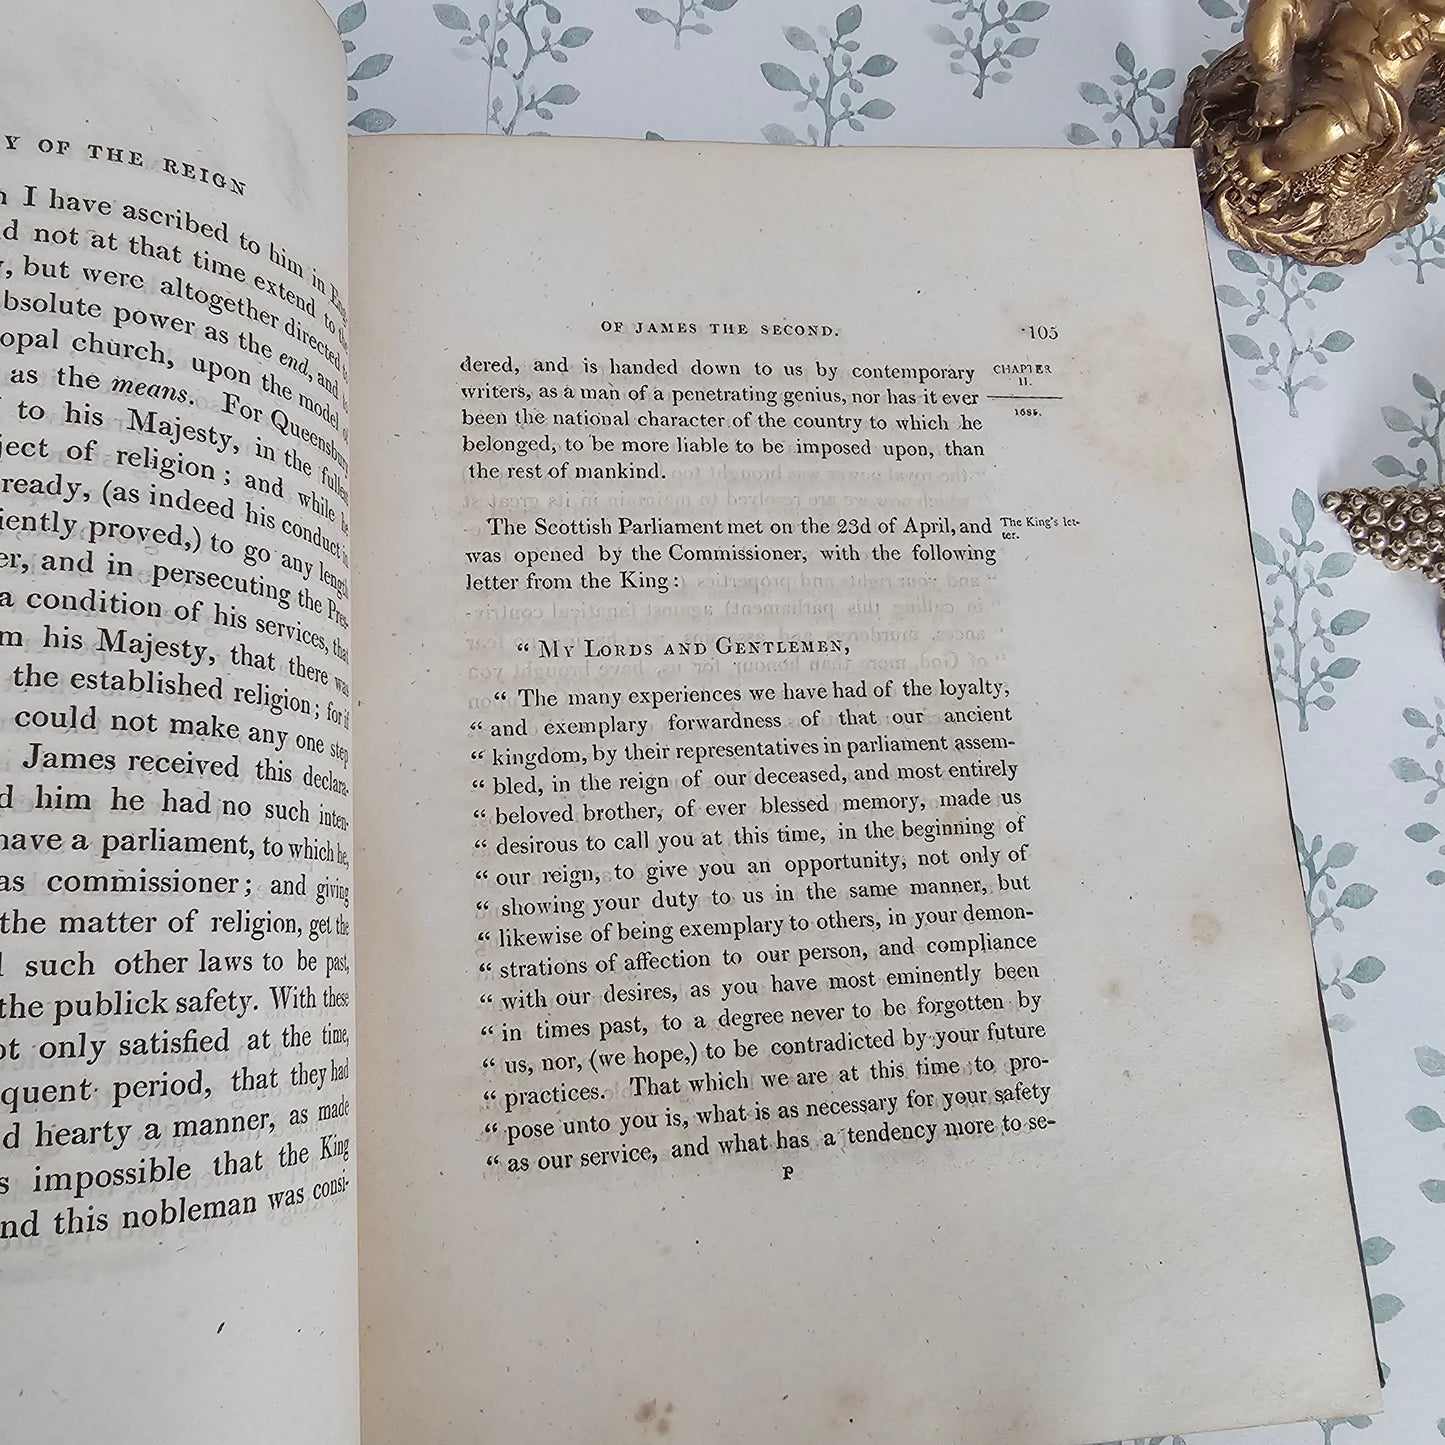 Y OF THE REIGN
I have ascribed to him in Eng-
d not at that time extend to
but were altogether directed
bsolute power as the end, and
opal church, upon the model of
as the means. For Queensbury
to his Majesty, in the fullest
ject of religion; and while he
ready, (as indeed his conduct in
iently proved,) to go any length
er, and in persecuting the Pres-
a condition of his services, that
m his Majesty, that there was
the established religion; for if
could not make any one step
James received this declara-
d him he had no such inten-
have a parliament, to which he,
as commissioner; and giving
the matter of religion, get the
such other laws to be past,
the publick safety. With these
ot only satisfied at the time,
quent period, that they had
d hearty a manner, as made
s impossible that the King
nd this nobleman was consi-
OF JAMES THE SECOND. 105
dered, and is handed down to us by contemporary
writers, as a man of a penetrating genius, nor has it ever
been the national character of the country to which he
belonged, to be more liable to be imposed upon, than
the rest of mankind.
CHAPTER
II.
1685.
The Scottish Parliament met on the 23d of April, and
was opened by the Commissioner, with the following
letter from the King:
The King's let-
ter.
“ MY LORDS AND GENTLEMEN,
“ The many experiences we have had of the loyalty,
“ and exemplary forwardness of that our ancient
“ kingdom, by their representatives in parliament assem-
“ bled, in the reign of our deceased, and most entirely
“ beloved brother, of ever blessed memory, made us
“ desirous to call you at this time, in the beginning of
“ our reign, to give you an opportunity, not only of
“ showing your duty to us in the same manner, but
“ likewise of being exemplary to others, in your demon-
“ strations of affection to our person, and compliance
“ with our desires, as you have most eminently been
“ in times past, to a degree never to be forgotten by
“ us, nor, (we hope,) to be contradicted by your future
“ practices. That which we are at this time to pro-
“ pose unto you is, what is as necessary for your safety
“ as our service, and what has a tendency more to se-
P